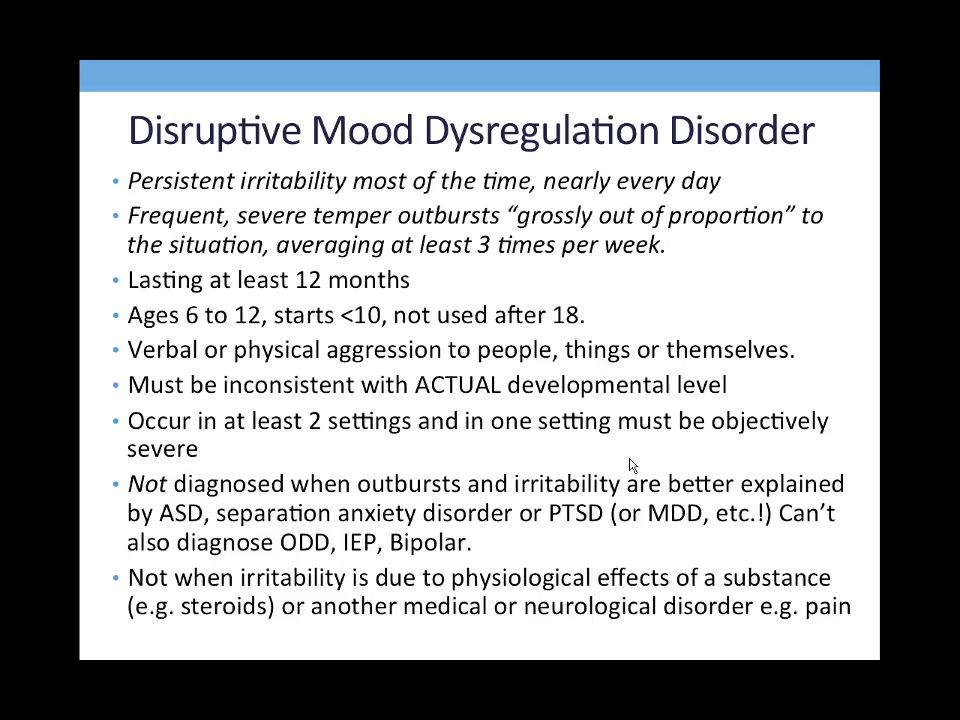 Disruptive Mood Dysregulation Disorder
• Persistent irritability most of the time, nearly every day
• Frequent, severe temper outbursts “grossly out of proportion” to
the situation, averaging at least 3 times per week.
• Lasting at least 12 months
• Ages 6 to 12, starts <10, not used after 18.
• Verbal or physical aggression to people, things or themselves.
• Must be inconsistent with ACTUAL developmental level
• Occur in at least 2 settings and in one setting must be objectively
severe
• Not diagnosed when outbursts and irritability are better explained
by ASD, separation anxiety disorder or PTSD (or MDD, etc.!) Can’t
also diagnose ODD, IEP, Bipolar.
• Not when irritability is due to physiological effects of a substance
(e.g. steroids) or another medical or neurological disorder e.g. pain